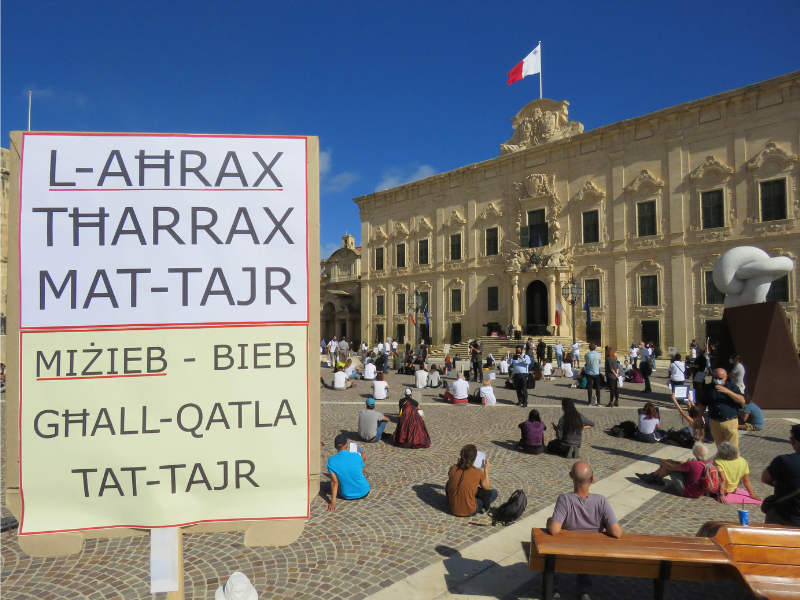 L-AĦRAX
TĦARRAX
MAT-TAJR
MIŻIEB - BIEB
GĦALL-QATLA
TAT-TAJR